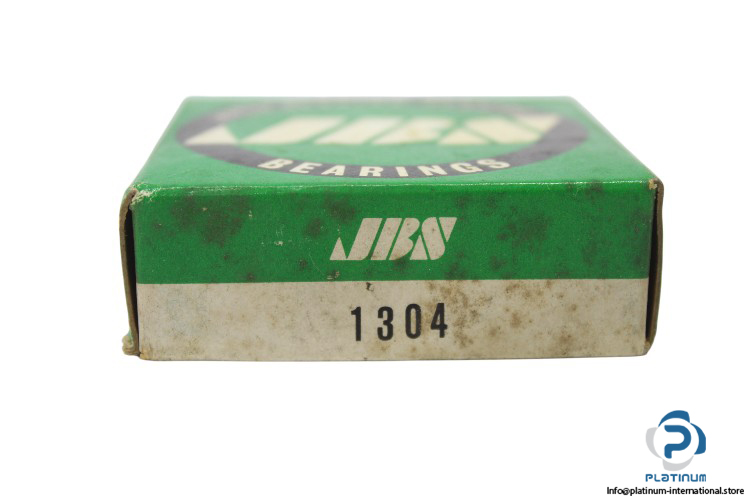 JBS
BEARINGS
JBS
1304
PLATINUM
Info@platinum-international.store